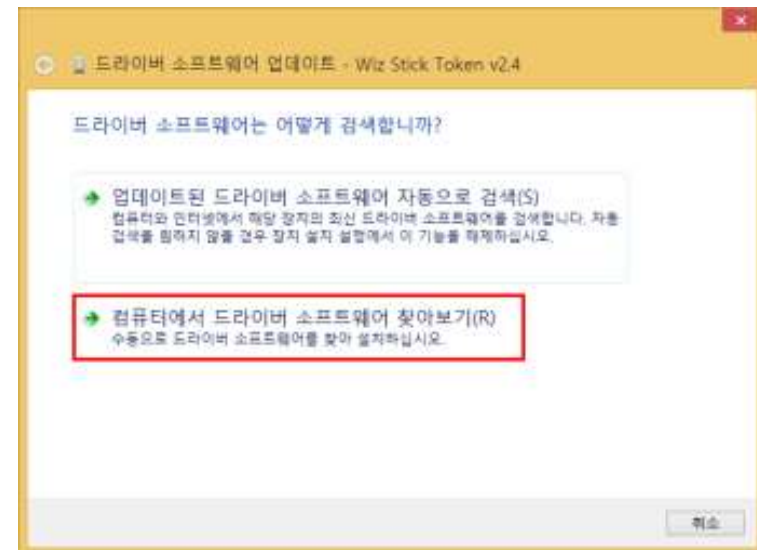 드라이버 소프트웨어 업데이트 - Wiz Stick Token v2.4
드라이버 소프트웨어는 어떻게 검색합니까?
업데이트된 드라이버 소프트웨어 자동으로 검색(S)
컴퓨터와 인터넷에서 해당 장치의 최신 드라이버 소프트웨어를 검색합니다. 자동
검색을 원하지 않을 경우 장치 설치 설정에서 이 기능을 해제하십시오.
컴퓨터에서 드라이버 소프트웨어 찾아보기(R)
수동으로 드라이버 소프트웨어를 찾아 설치하십시오.
취소